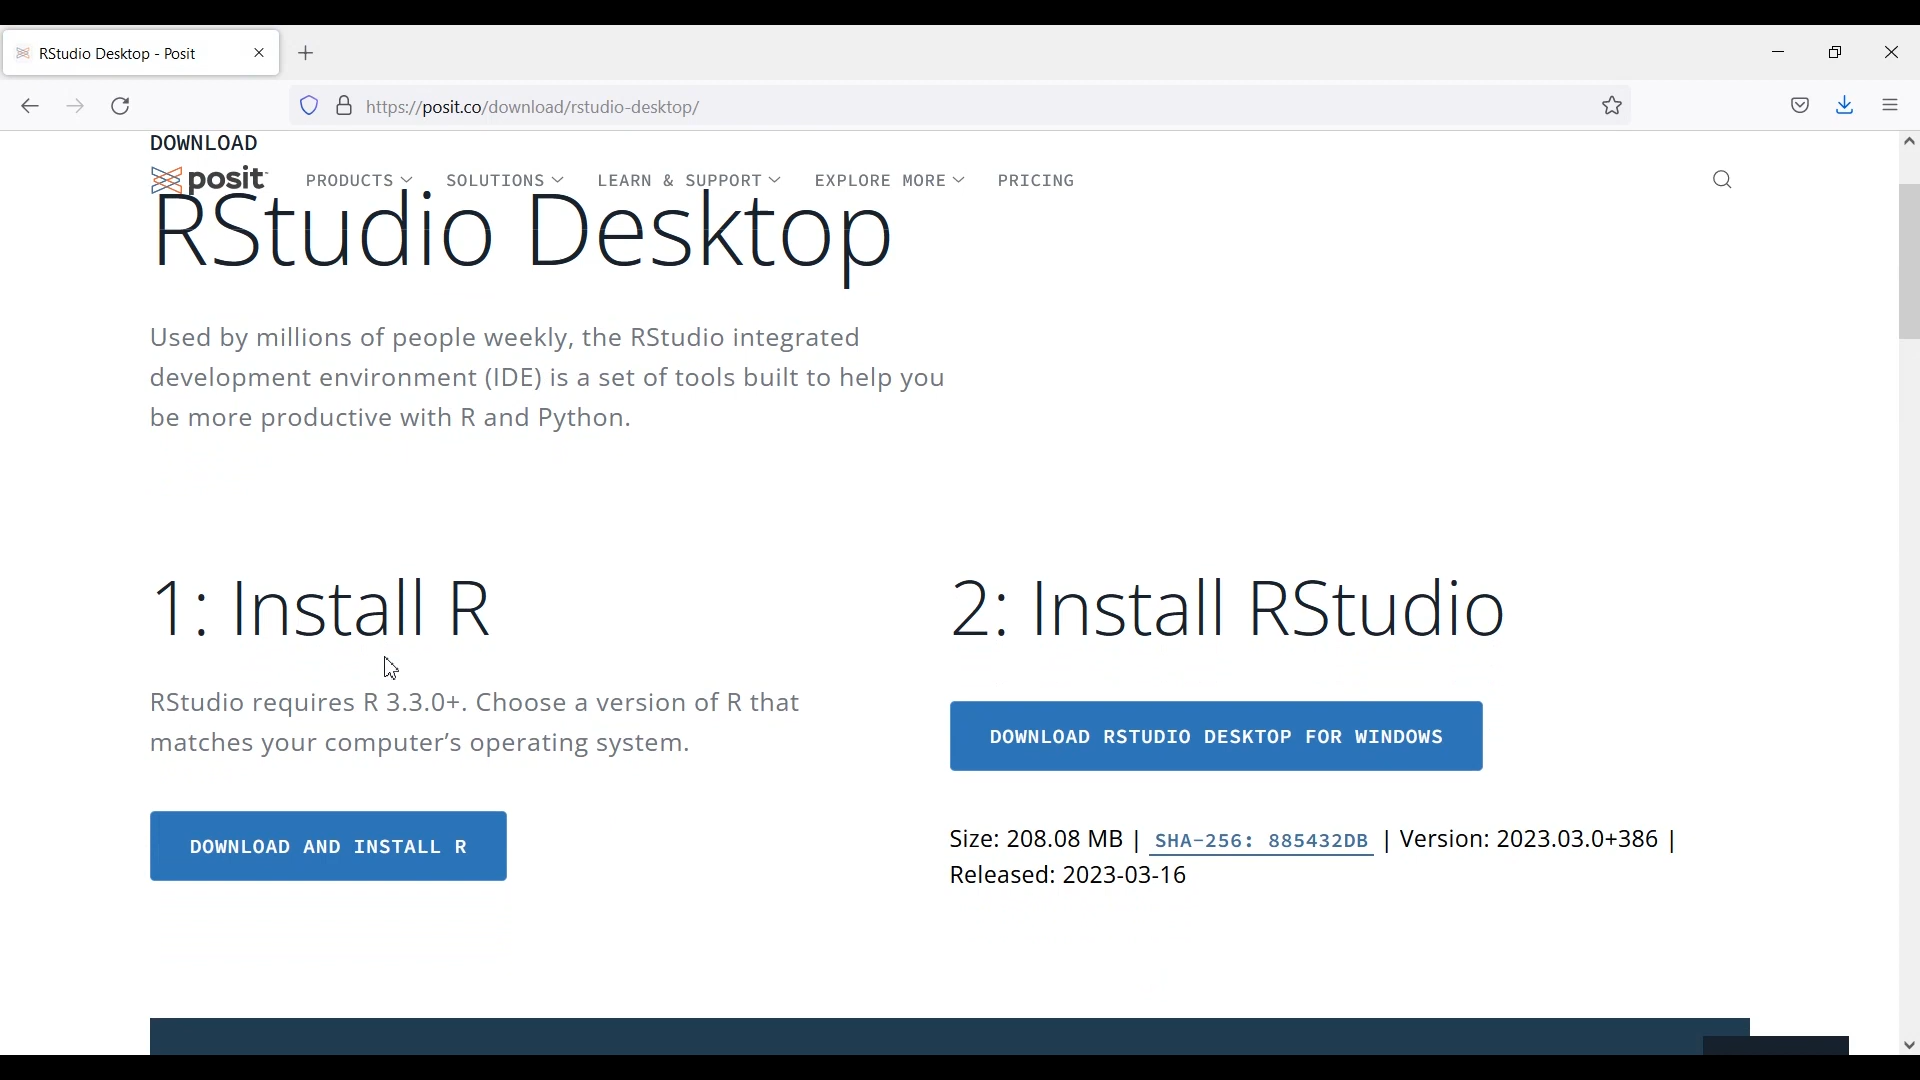 RStudio Desktop - Posit
https://posit.co/download/rstudio-desktop/
DOWNLOAD
posit PRODUCTS SOLUTIONS LEARN & SUPPORT EXPLORE MORE PRICING
RStudio Desktop
Used by millions of people weekly, the RStudio integrated
development environment (IDE) is a set of tools built to help you
be more productive with R and Python.
1: Install R
RStudio requires R 3.3.0+. Choose a version of R that
matches your computer’s operating system.
DOWNLOAD AND INSTALL R
2: Install RStudio
DOWNLOAD RSTUDIO DESKTOP FOR WINDOWS
Size: 208.08 MB | SHA-256: 885432DB | Version: 2023.03.0+386 |
Released: 2023-03-16